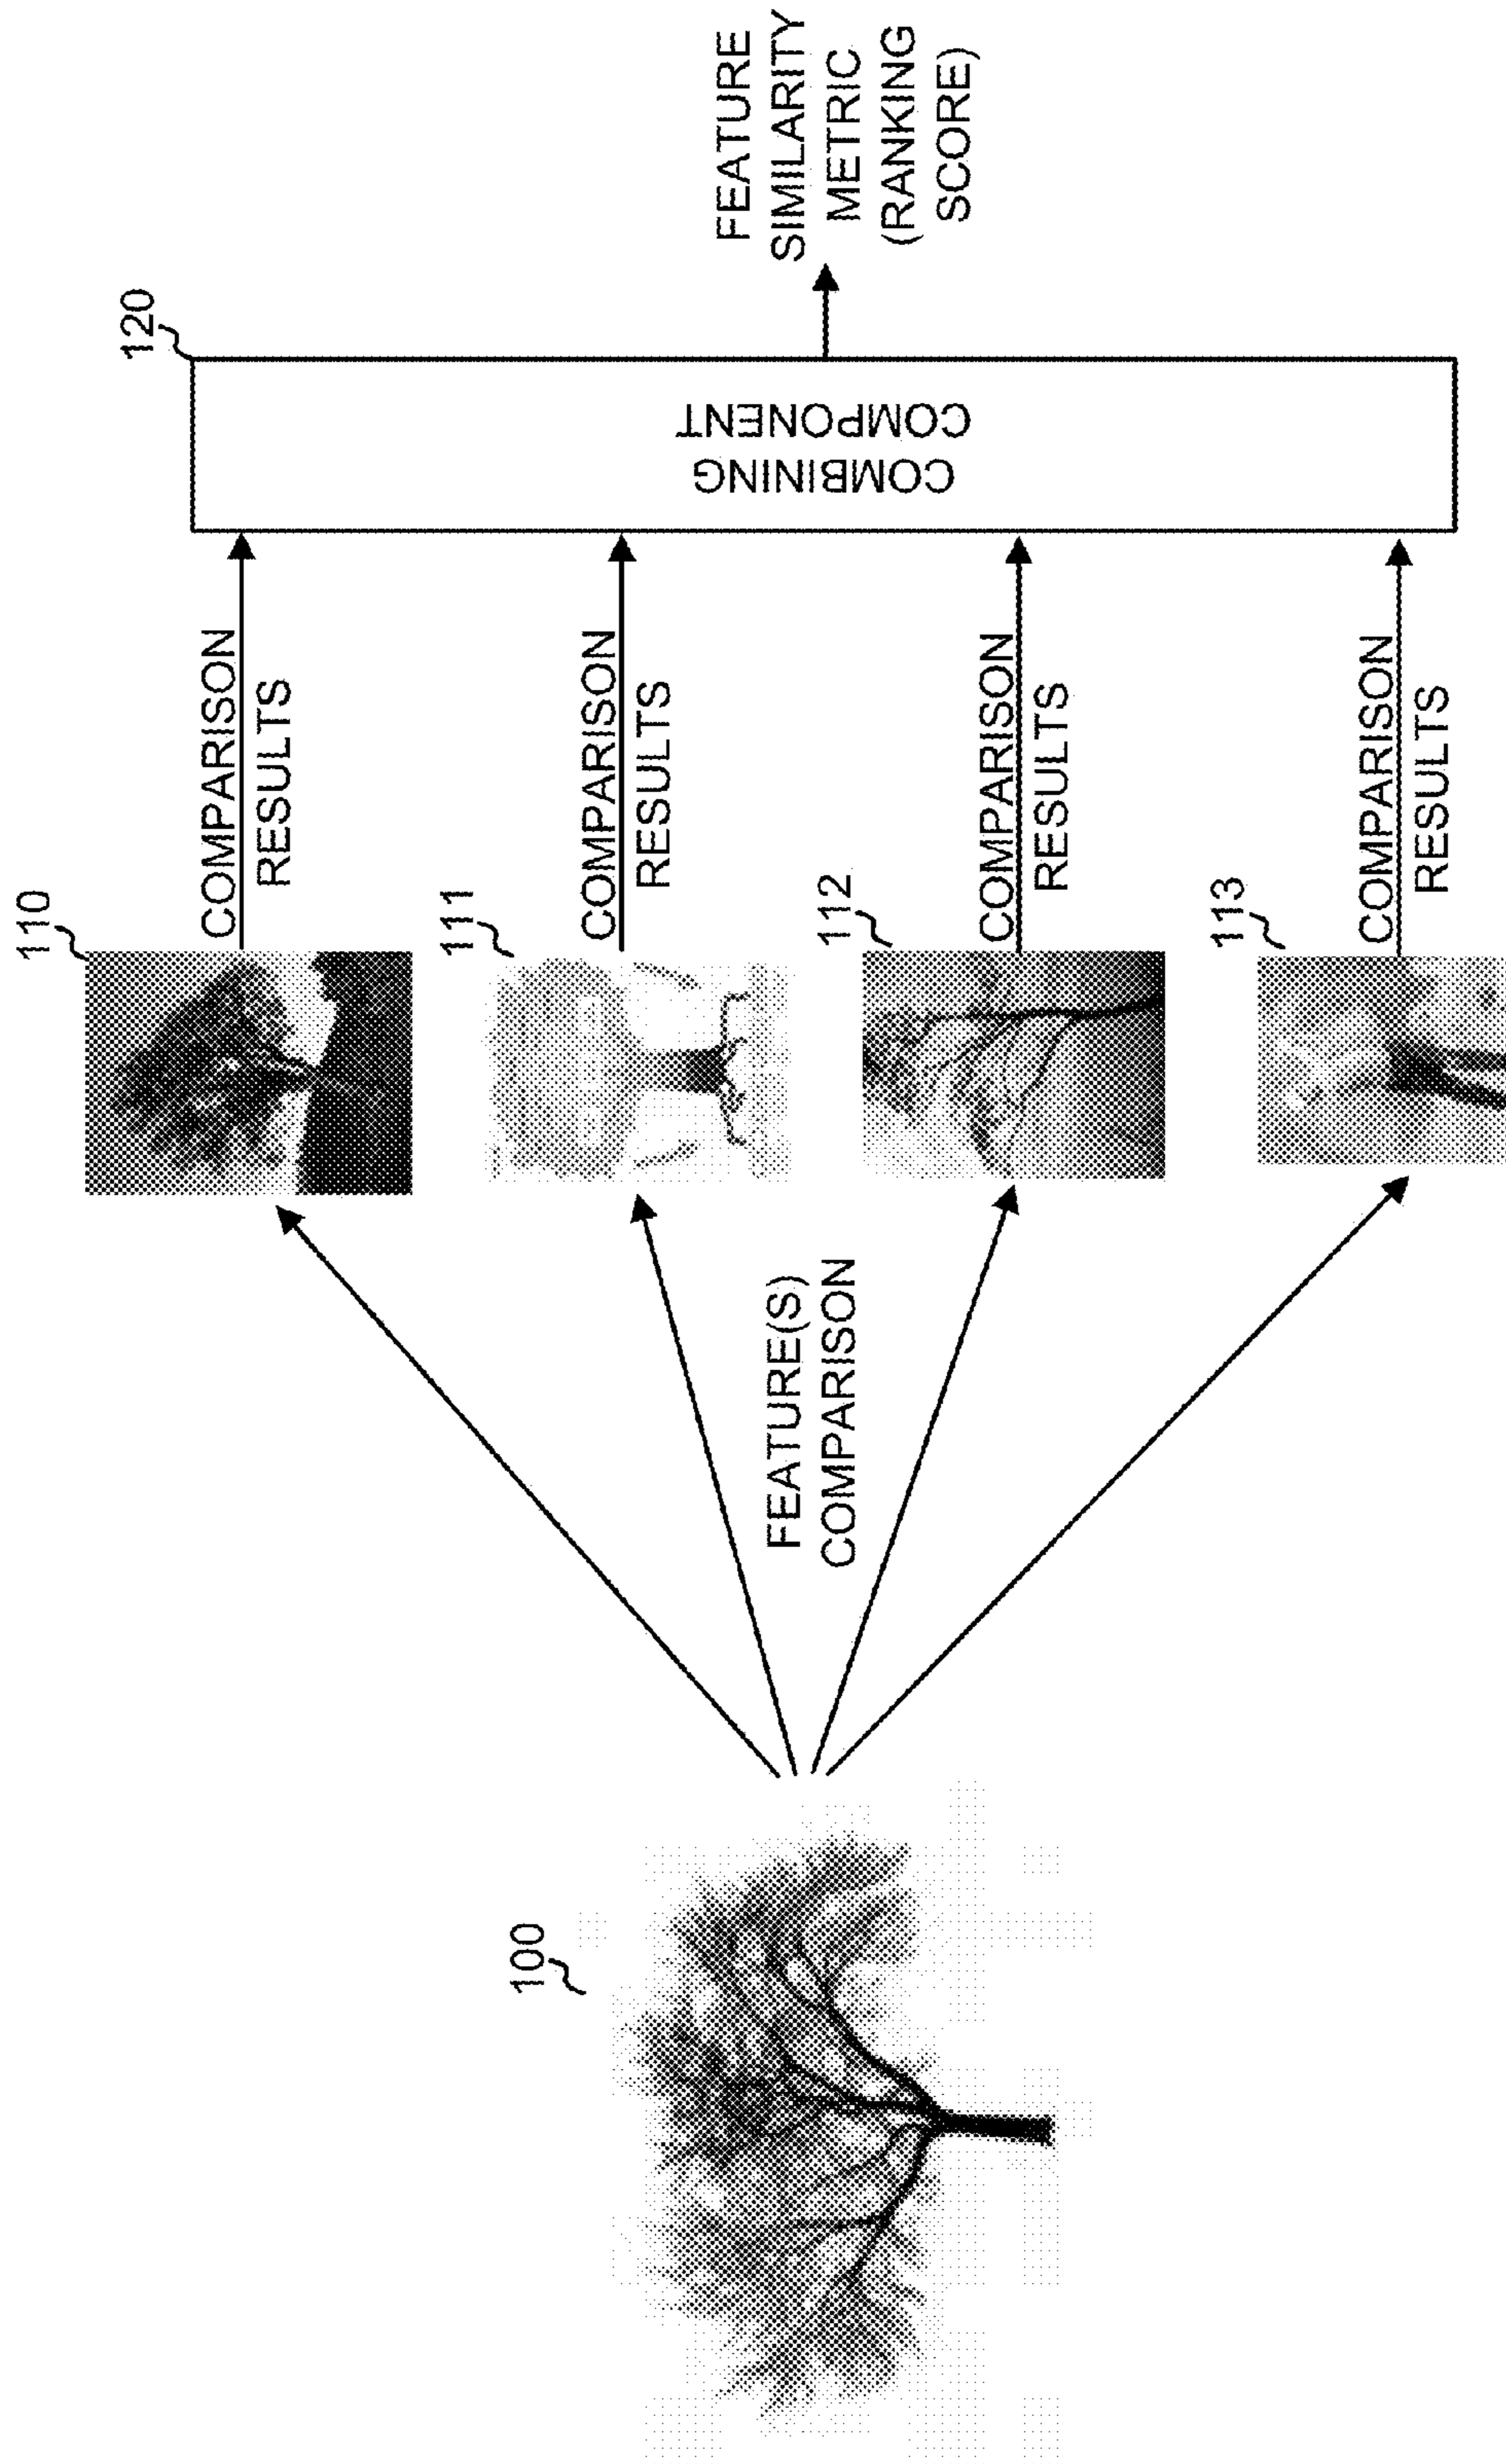 100
FEATURE(S)
COMPARISON
110
COMPARISON
RESULTS
111
COMPARISON
RESULTS
112
COMPARISON
RESULTS
113
COMPARISON
RESULTS
120
COMBINING
COMPONENT
FEATURE
SIMILARITY
METRIC
(RANKING
SCORE)